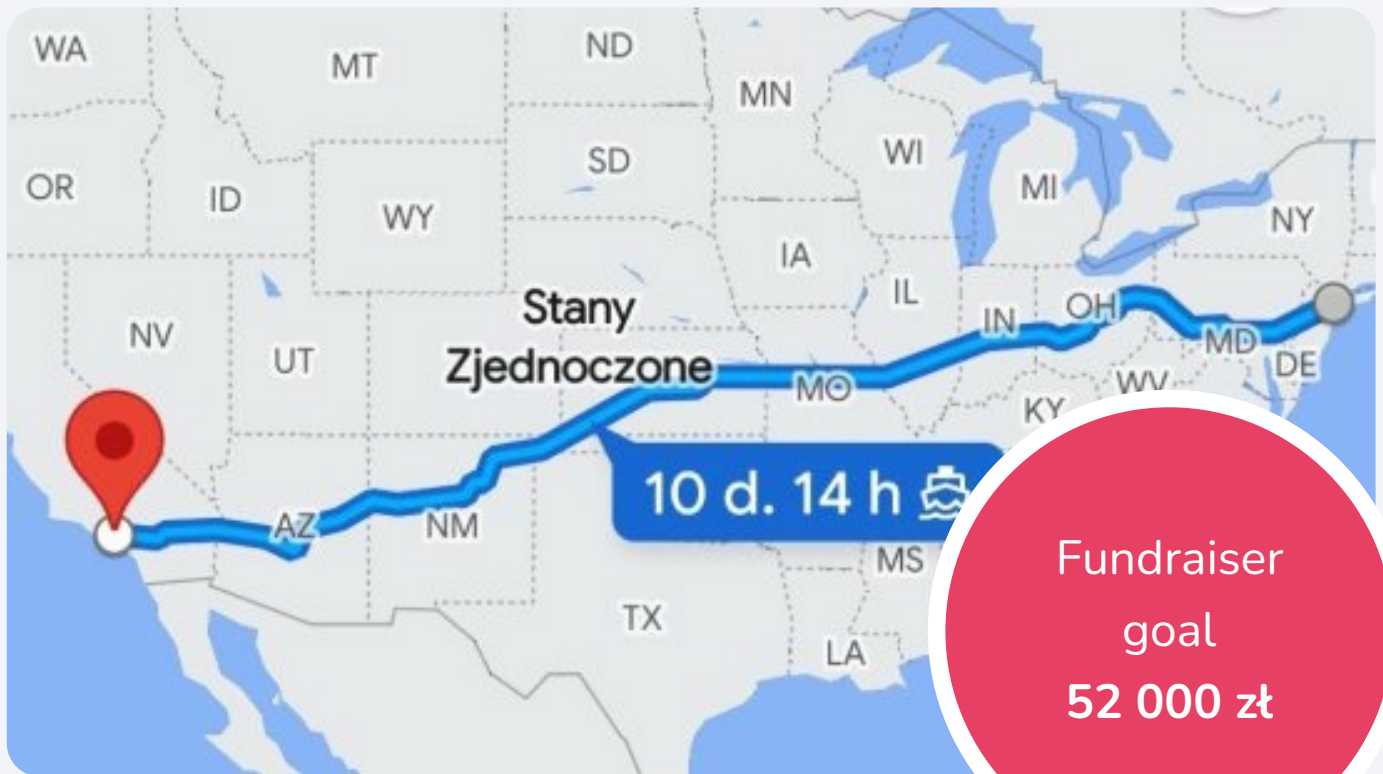 WA
MT
ND
MN
OR
ID
SD
WI
MI
WY
NY
IA
IL
NV
UT
Stany
Zjednoczone
IN
OH
MD
DE
MO
WV
KY
10 d. 14 h
AZ
NM
MS
TX
LA
Fundraiser
goal
52 000 zł